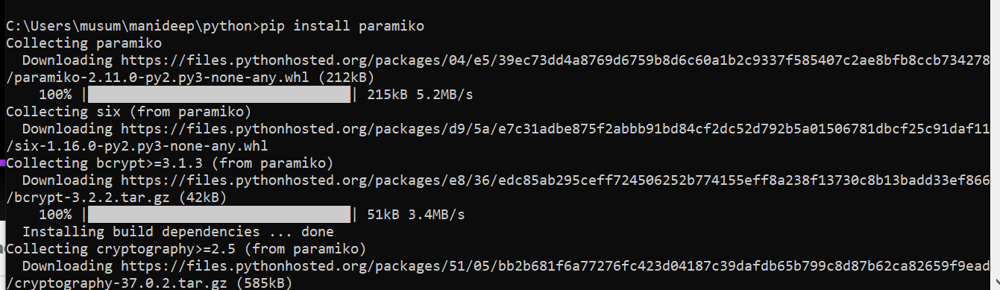 C:\Users\musum\manideep\python>pip install paramiko
Collecting paramiko
  Downloading https://files.pythonhosted.org/packages/04/e5/39ec73dd4a8769d6759b8d6c60a1b2c9337f585407c2ae8bfb8ccb734278
/paramiko-2.11.0-py2.py3-none-any.whl (212kB)
    100% |████████████████████████████████| 215kB 5.2MB/s
Collecting six (from paramiko)
  Downloading https://files.pythonhosted.org/packages/d9/5a/e7c31adbe875f2abbb91bd84cf2dc52d792b5a01506781dbcf25c91daf11
/six-1.16.0-py2.py3-none-any.whl
Collecting bcrypt>=3.1.3 (from paramiko)
  Downloading https://files.pythonhosted.org/packages/e8/36/edc85ab295ceff724506252b774155eff8a238f13730c8b13badd33ef866
/bcrypt-3.2.2.tar.gz (42kB)
    100% |████████████████████████████████| 51kB 3.4MB/s
  Installing build dependencies ... done
Collecting cryptography>=2.5 (from paramiko)
  Downloading https://files.pythonhosted.org/packages/51/05/bb2b681f6a77276fc423d04187c39dafdb65b799c8d87b62ca82659f9ead
/cryptography-37.0.2.tar.gz (585kB)